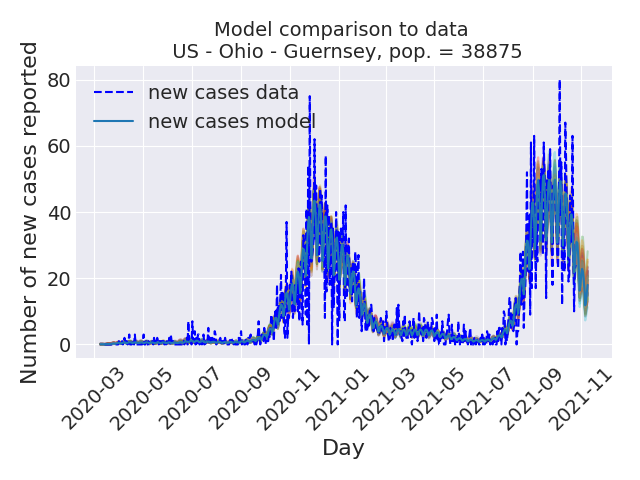 Model comparison to data
US - Ohio - Guernsey, pop. = 38875
Number of new cases reported
80
60
40
20
0
new cases data
new cases model
2020-03
2020-05
2020-07
2020-09
2020-11
2021-01
2021-03
2021-05
2021-07
2021-09
2021-11
Day